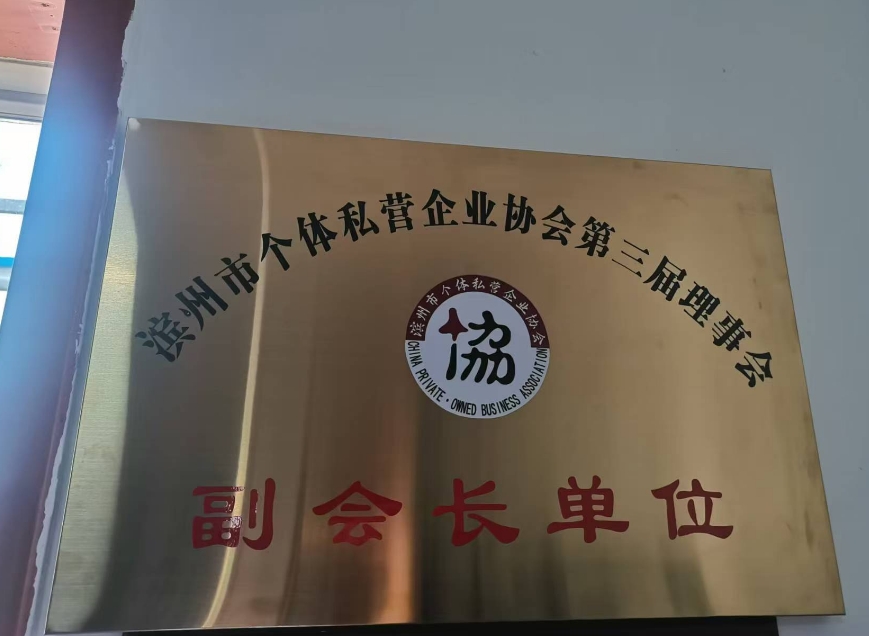 滨州市个体私营企业协会第三届理事会
滨州市个体私营企业协会
協
CHINA PRIVATE·OWNED BUSINESS ASSOCIATION
副会长单位